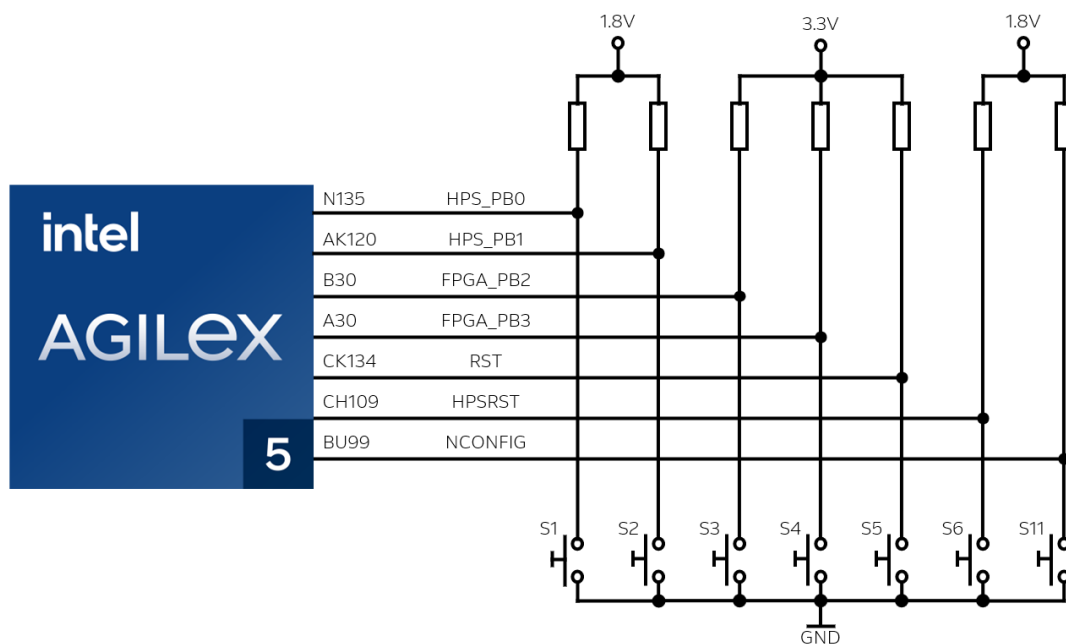 1.8V 3.3V 1.8V
N135 HPS_PB0
intel
AK120 HPS_PB1
B30 FPGA_PB2
AGILEX
A30 FPGA_PB3
CK134 RST
CH109 HPSRST
5
BU99 NCONFIG
S1 S2 S3 S4 S5 S6 S11
GND